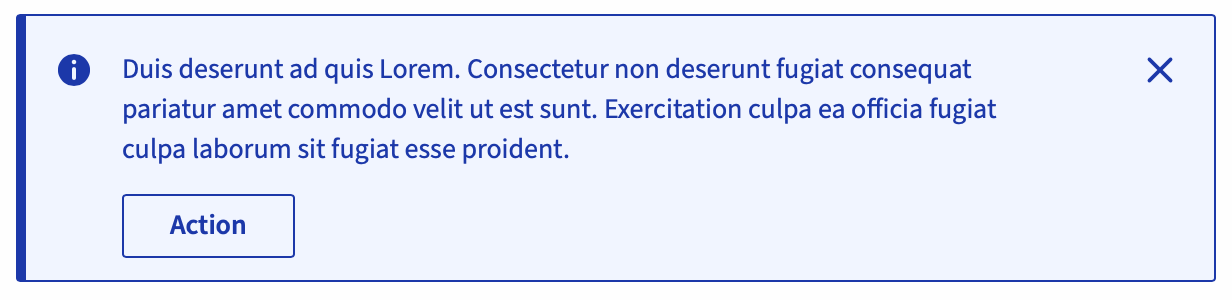 Duis deserunt ad quis Lorem. Consectetur non deserunt fugiat consequat
pariatur amet commodo velit ut est sunt. Exercitation culpa ea officia fugiat
culpa laborum sit fugiat esse proident.
Action